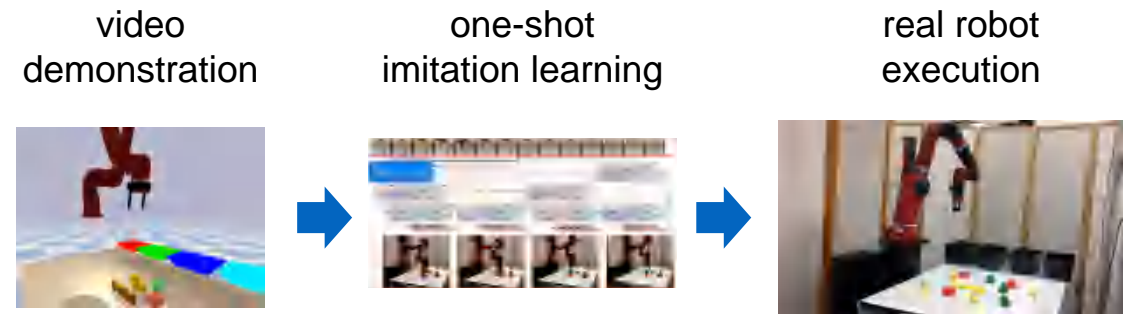 video
demonstration
one-shot
imitation learning
real robot
execution